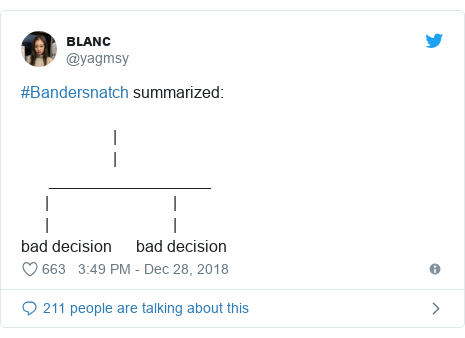 BLANC
@yagmsy
#Bandersnatch summarized:
|
|
___________________
| |
| |
bad decision bad decision
663 3:49 PM - Dec 28, 2018
211 people are talking about this